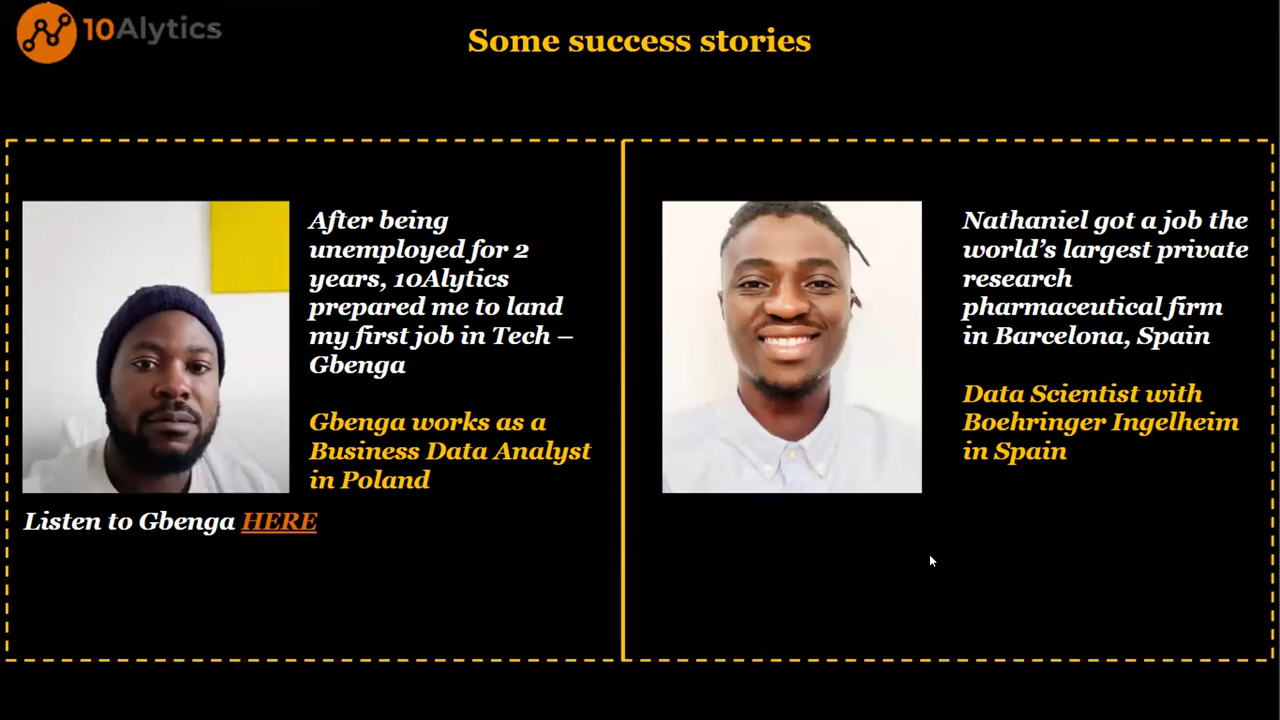 10Alytics
Some success stories
After being
unemployed for 2
years, 10Alytics
prepared me to land
my first job in Tech –
Gbenga
Gbenga works as a
Business Data Analyst
in Poland
Listen to Gbenga HERE
Nathaniel got a job the
world’s largest private
research
pharmaceutical firm
in Barcelona, Spain
Data Scientist with
Boehringer Ingelheim
in Spain